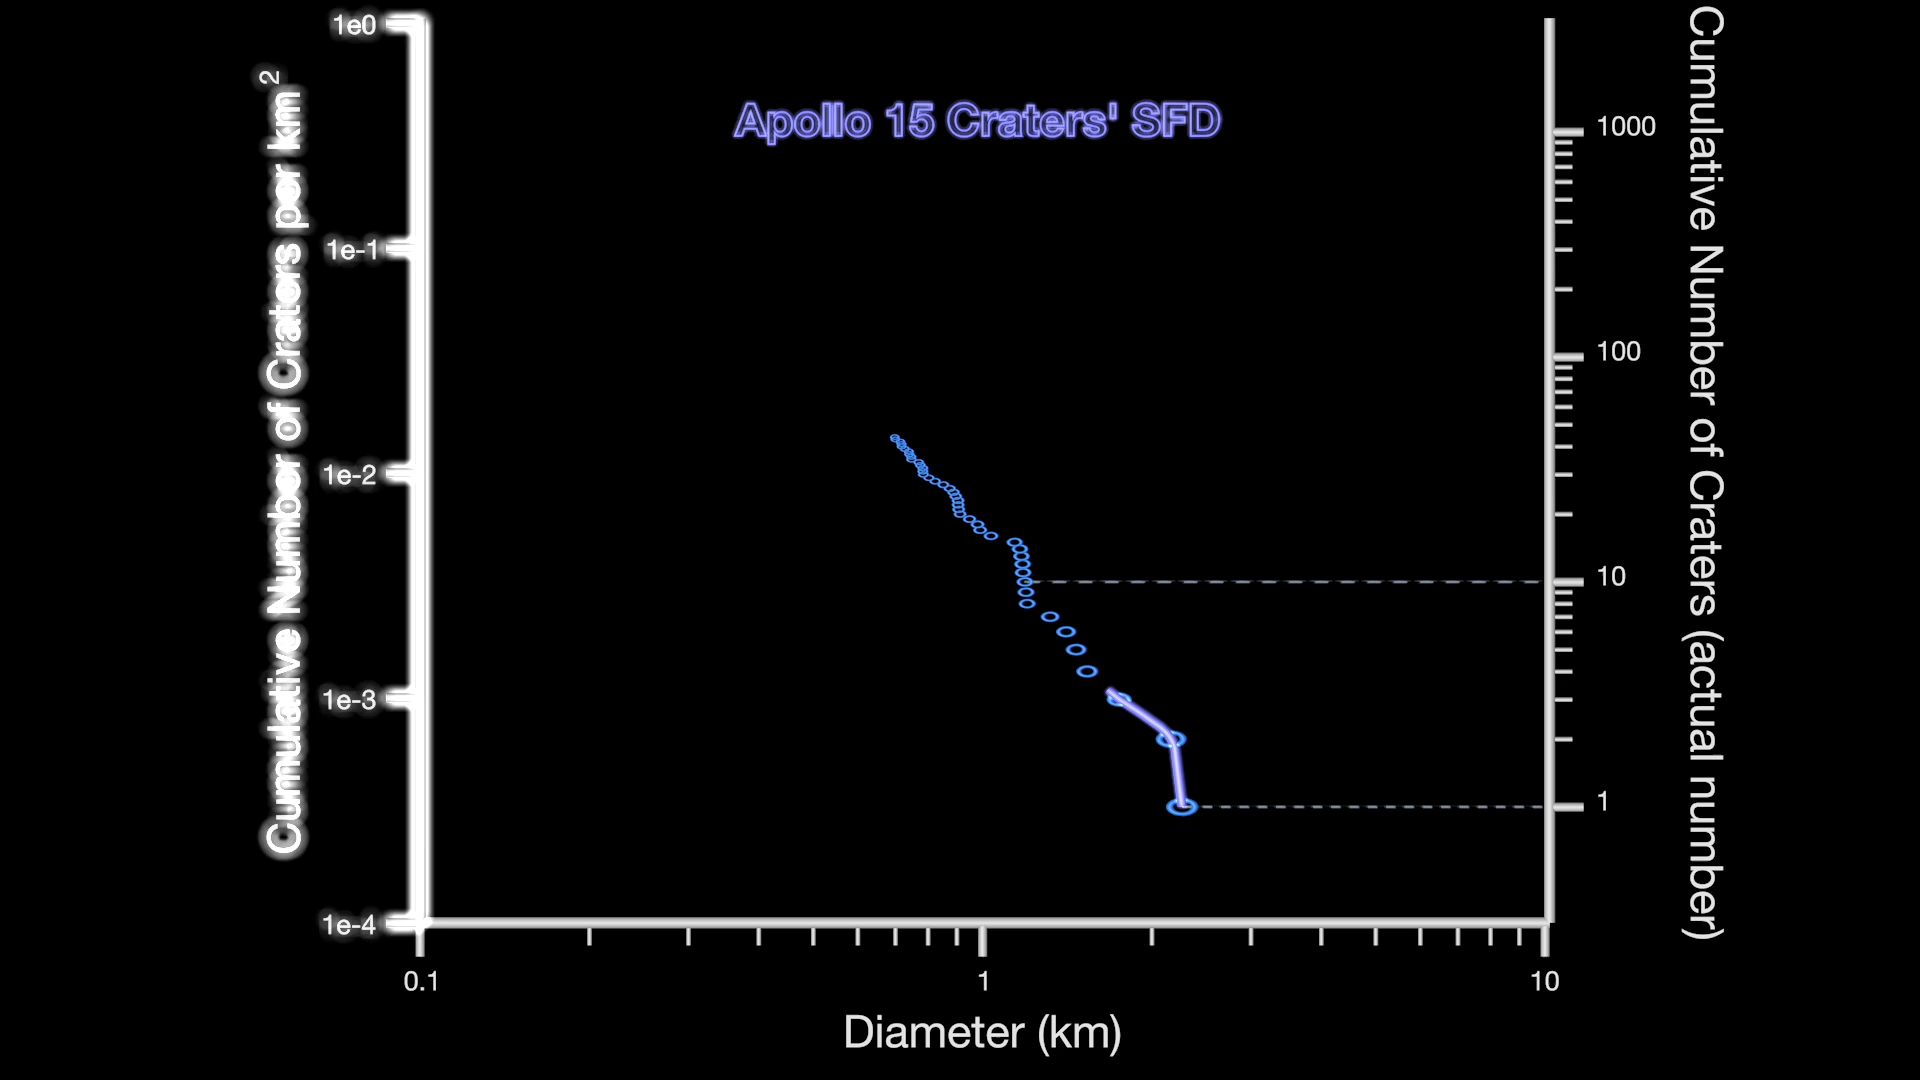 Apollo 15 Craters' SFD
Cumulative Number of Craters per km²
1e0
1e-1
1e-2
1e-3
1e-4
0.1
1
10
Diameter (km)
1000
100
10
1
Cumulative Number of Craters (actual number)